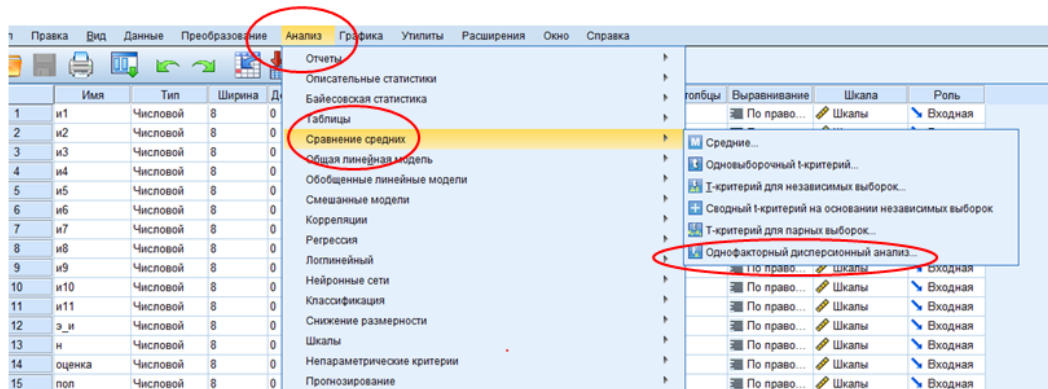 Правка Вид Данные Преобразование Анализ Графика Утилиты Расширения Окно Справка
Отчеты
Описательные статистики
Байесовская статистика
Таблицы
Сравнение средних
Общая линейная модель
Обобщенные линейные модели
Смешанные модели
Корреляции
Регрессия
Логлинейный
Нейронные сети
Классификация
Снижение размерности
Шкалы
Непараметрические критерии
Прогнозирование
Средние...
Одновыборочный t-критерий...
Т-критерий для независимых выборок...
Сводный t-критерий на основании независимых выборок
Т-критерий для парных выборок...
Однофакторный дисперсионный анализ...
Имя Тип Ширина Выравнивание Шкала Роль
1 и1 Числовой 8 0 По право... Шкалы Входная
2 и2 Числовой 8 0
3 и3 Числовой 8 0
4 и4 Числовой 8 0
5 и5 Числовой 8 0
6 и6 Числовой 8 0
7 и7 Числовой 8 0
8 и8 Числовой 8 0
9 и9 Числовой 8 0 По право... Шкалы Входная
10 и10 Числовой 8 0 По право... Шкалы Входная
11 и11 Числовой 8 0 По право... Шкалы Входная
12 э_и Числовой 8 0 По право... Шкалы Входная
13 н Числовой 8 0 По право... Шкалы Входная
14 оценка Числовой 8 0 По право... Шкалы Входная
15 пол Числовой 8 0 По право... Шкалы Входная